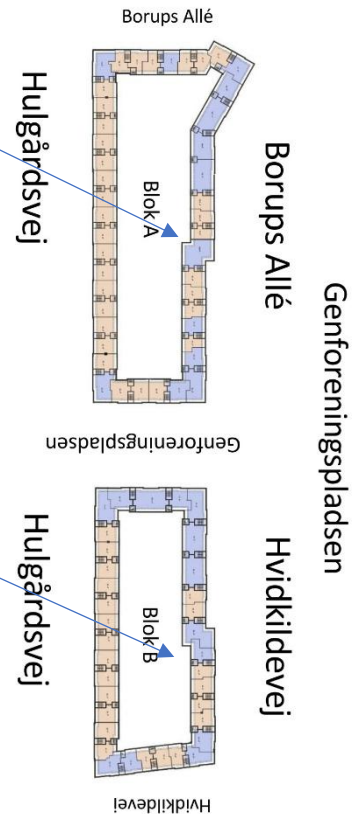 Borups Allé
Hulgårdsvej
Blok A
Borups Allé
Genforeningspladsen
Genforeningspladsen
Hulgårdsvej
Blok B
Hvidkildevej
Hvidkildevej